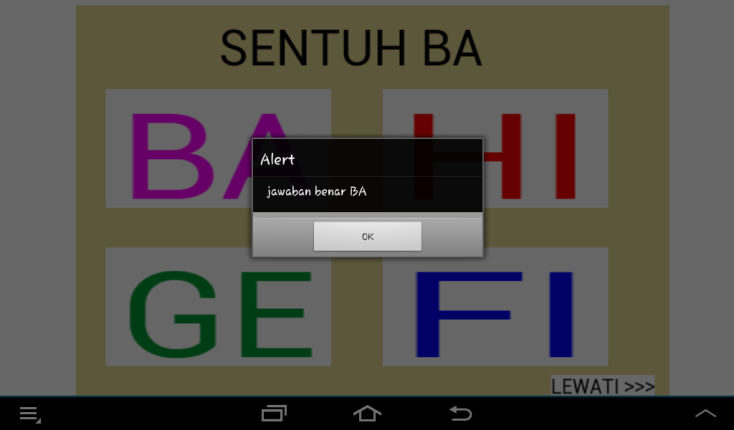 SENTUH BA
BA
HI
Alert
jawaban benar BA
OK
GE
FI
LEWATI >>>